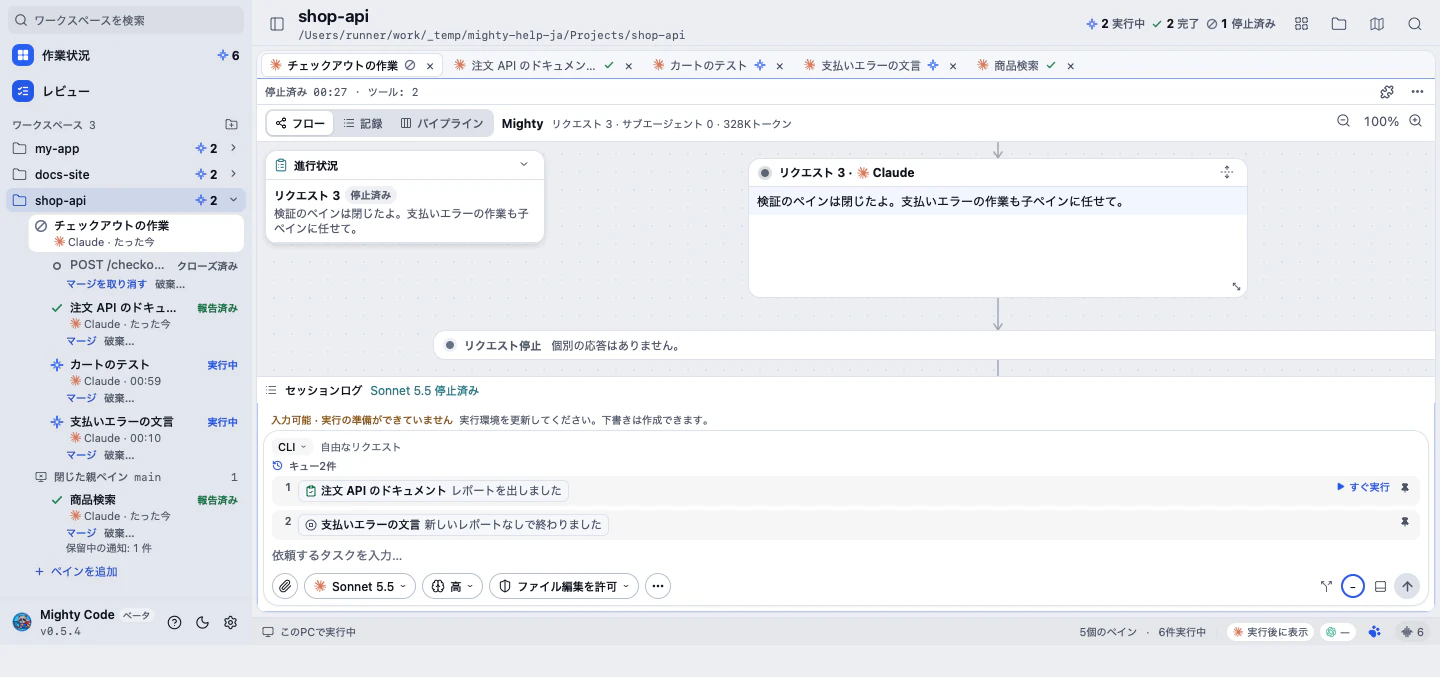 ワークスペースを検索
作業状況 6
レビュー
ワークスペース 3
my-app 2
docs-site 2
shop-api 2
チェックアウトの作業
Claude · たった今
POST /checko... クローズ済み
マージを取り消す 破棄...
注文 API のドキュ... 報告済み
Claude · たった今
マージ 破棄...
カートのテスト 実行中
Claude · 00:59
マージ 破棄...
支払いエラーの文言 実行中
Claude · 00:10
マージ 破棄...
閉じた親ペイン main 1
商品検索 報告済み
Claude · たった今
マージ 破棄...
保留中の通知: 1 件
+ ペインを追加
Mighty Code ベータ
v0.5.4
shop-api
/Users/runner/work/_temp/mighty-help-ja/Projects/shop-api
2 実行中 2 完了 1 停止済み
チェックアウトの作業 × 注文 API のドキュメン... × カートのテスト × 支払いエラーの文言 × 商品検索 ×
停止済み 00:27 · ツール: 2
フロー 記録 パイプライン Mighty リクエスト 3 · サブエージェント 0 · 328Kトークン 100%
進行状況
リクエスト 3 停止済み
検証のペインは閉じたよ。支払いエラーの作業も子
ペインに任せて。
リクエスト 3 · Claude
検証のペインは閉じたよ。支払いエラーの作業も子ペインに任せて。
リクエスト停止 個別の応答はありません。
セッションログ Sonnet 5.5 停止済み
入力可能 · 実行の準備ができていません 実行環境を更新してください。下書きは作成できます。
CLI 自由なリクエスト
キュー2件
1 注文 API のドキュメント レポートを出しました すぐ実行
2 支払いエラーの文言 新しいレポートなしで終わりました
依頼するタスクを入力...
Sonnet 5.5 高 ファイル編集を許可
このPCで実行中 5個のペイン · 6件実行中 実行後に表示 — 6